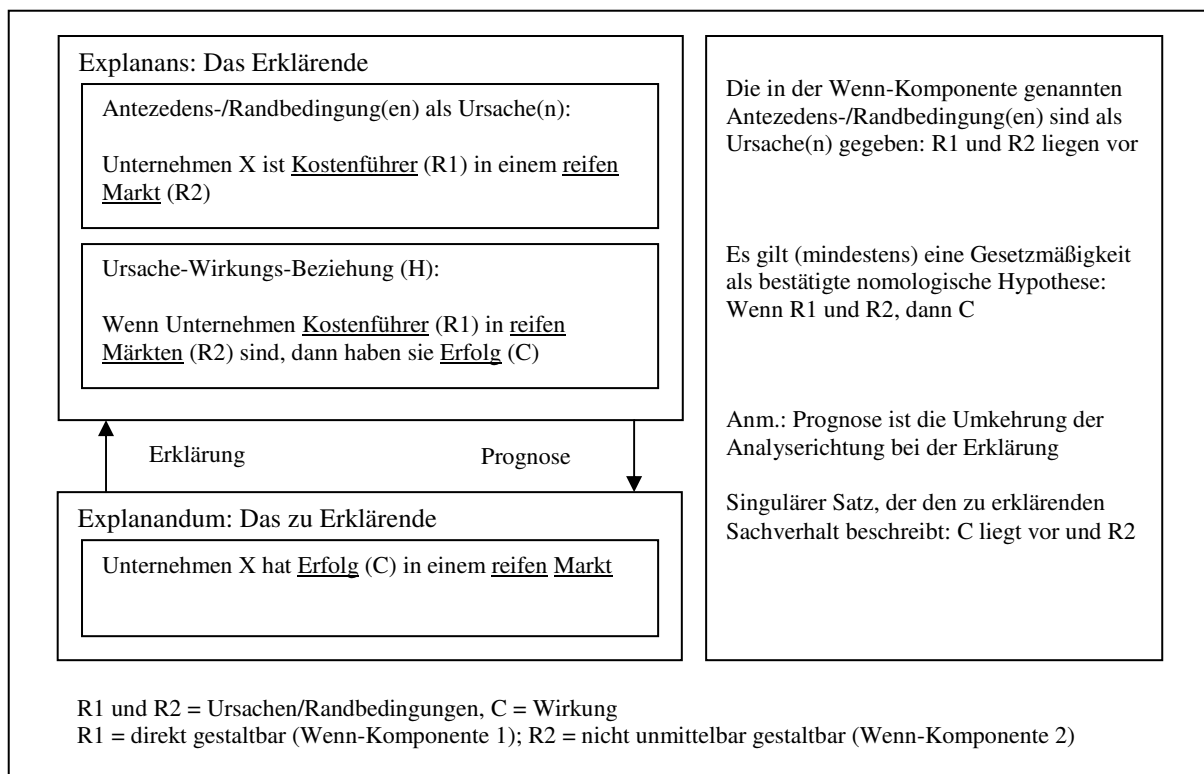 Explanans: Das Erklärende
Antezedens-/Randbedingung(en) als Ursache(n):
Unternehmen X ist Kostenführer (R1) in einem reifen
Markt (R2)
Ursache-Wirkungs-Beziehung (H):
Wenn Unternehmen Kostenführer (R1) in reifen
Märkten (R2) sind, dann haben sie Erfolg (C)
Erklärung
Prognose
Explanandum: Das zu Erklärende
Unternehmen X hat Erfolg (C) in einem reifen Markt
Die in der Wenn-Komponente genannten
Antezedens-/Randbedingung(en) sind als
Ursache(n) gegeben: R1 und R2 liegen vor
Es gilt (mindestens) eine Gesetzmäßigkeit
als bestätigte nomologische Hypothese:
Wenn R1 und R2, dann C
Anm.: Prognose ist die Umkehrung der
Analyserichtung bei der Erklärung
Singulärer Satz, der den zu erklärenden
Sachverhalt beschreibt: C liegt vor und R2
R1 und R2 = Ursachen/Randbedingungen, C = Wirkung
R1 = direkt gestaltbar (Wenn-Komponente 1); R2 = nicht unmittelbar gestaltbar (Wenn-Komponente 2)